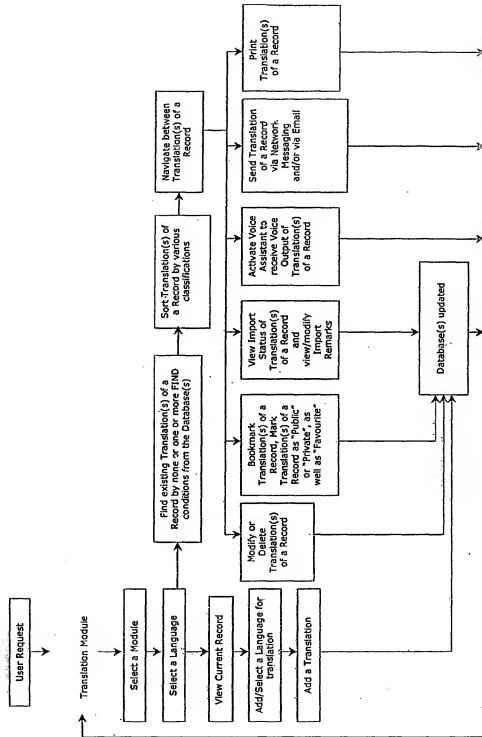 User Request
Translation Module
Select a Module
Select a Language
View Current Record
Add/Select a Language for
translation
Add a Translation
Find existing Translation(s) of a
Record by none or one or more FIND
conditions from the Database(s)
Sort Translation(s) of
a Record by various
classifications
Navigate between
Translation(s) of a
Record
Modify or
Delete
Translation(s)
of a Record
Bookmark
Translation(s) of a
Record, Mark
Translation(s) of a
Record as "Public"
or "Private", as
well as "Favourite"
View Import
Status of
Translation(s)
of a Record
and
view/modify
Import
Remarks
Activate Voice
Assistant to
receive Voice
Output of
Translation(s)
of a Record
Send Translation
of a Record
via Network
Messaging
and/or via Email
Print
Translation(s)
of a Record
Database(s) updated